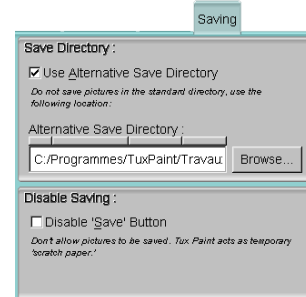 Saving
Save Directory :
Use Alternative Save Directory
Do not save pictures in the standard directory, use the
following location:
Alternative Save Directory :
C:/Programmes/TuxPaint/Travau
Browse...
Disable Saving :
Disable 'Save' Button
Don't allow pictures to be saved. Tux Paint acts as temporary
'scratch paper.'